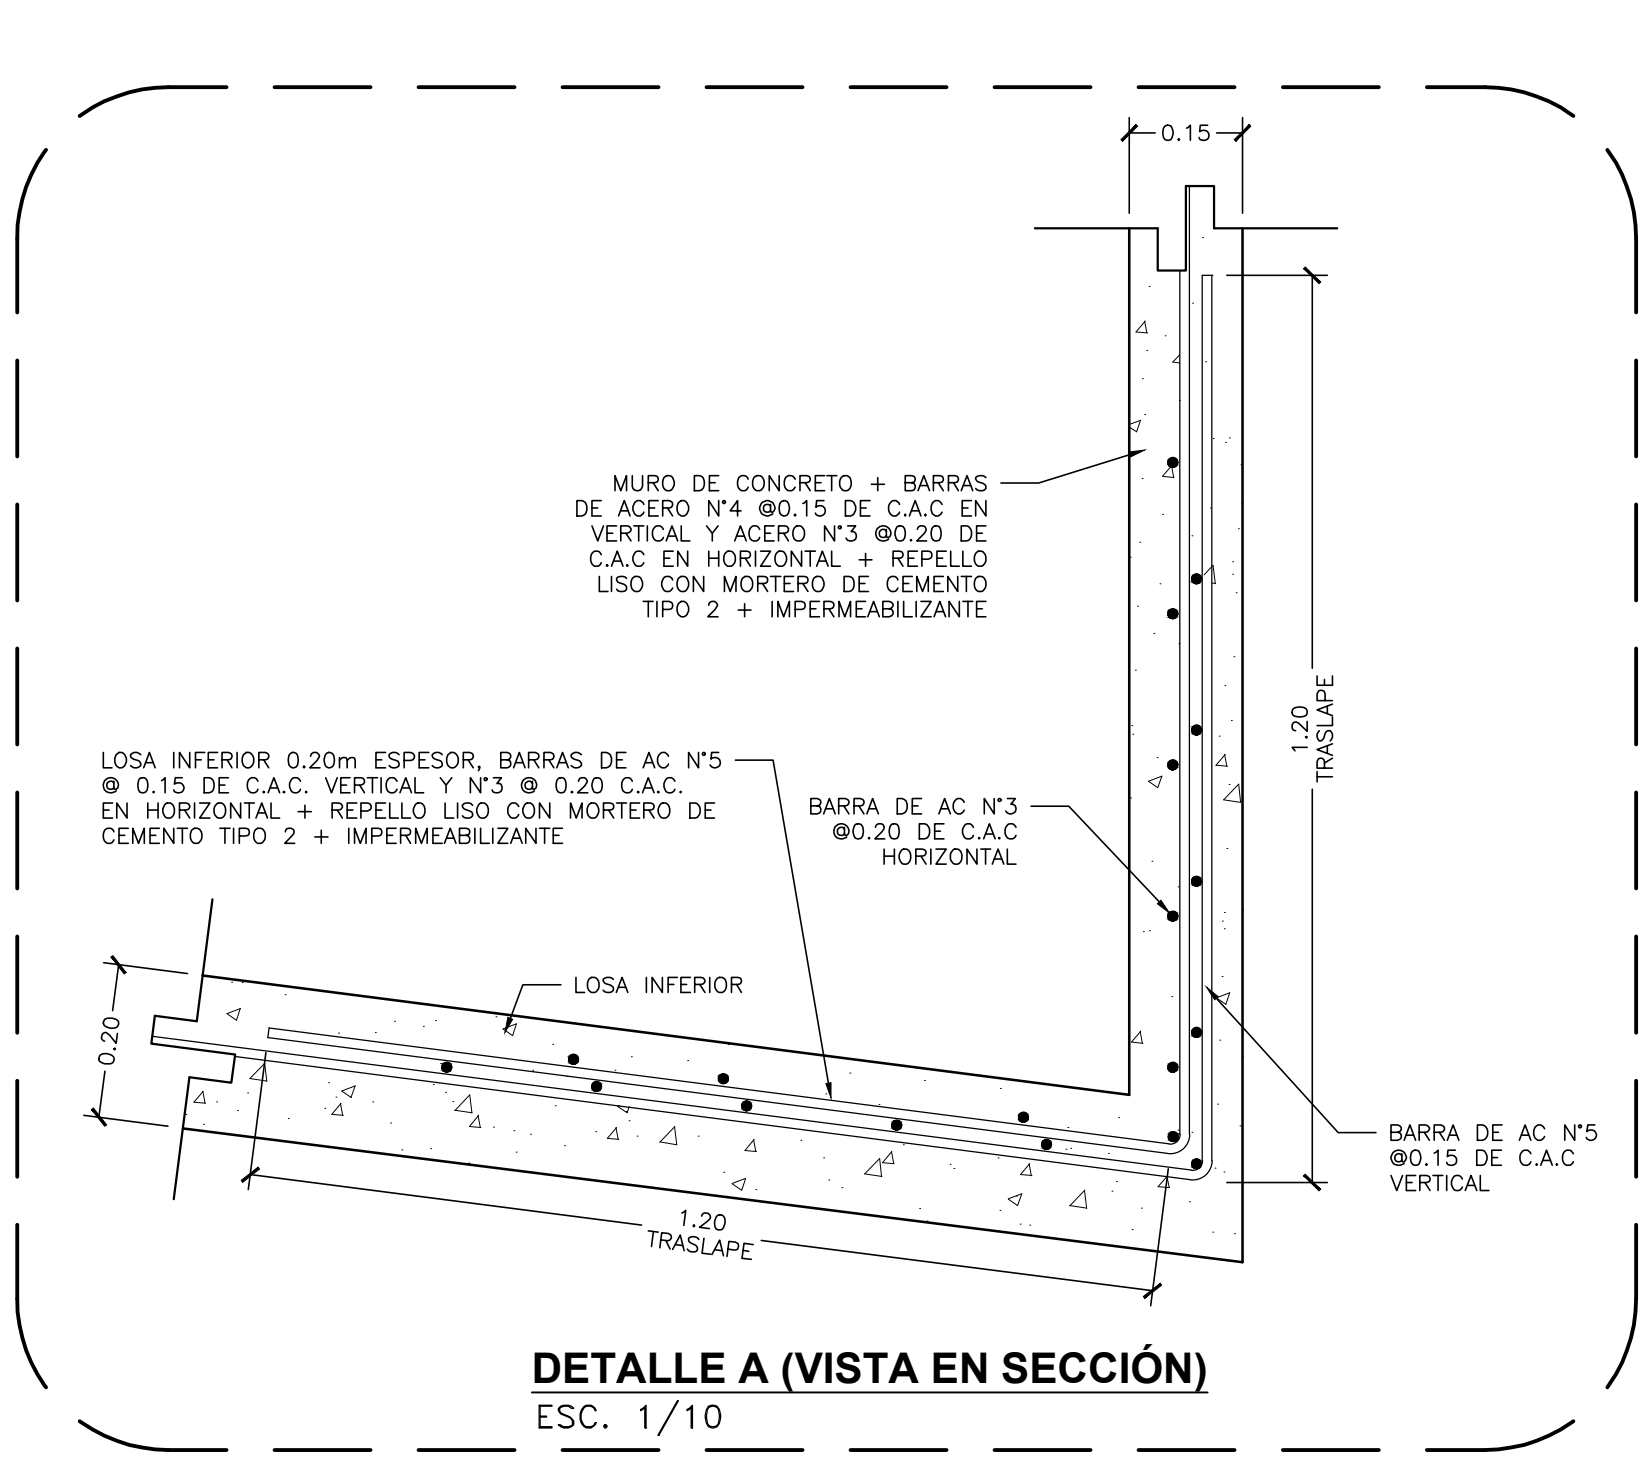 0.15
MURO DE CONCRETO + BARRAS
DE ACERO N°4 @0.15 DE C.A.C EN
VERTICAL Y ACERO N°3 @0.20 DE
C.A.C EN HORIZONTAL + REPELLO
LISO CON MORTERO DE CEMENTO
TIPO 2 + IMPERMEABILIZANTE
1.20
TRASLAPE
LOSA INFERIOR 0.20m ESPESOR, BARRAS DE AC N°5
@ 0.15 DE C.A.C. VERTICAL Y N°3 @ 0.20 C.A.C.
EN HORIZONTAL + REPELLO LISO CON MORTERO DE
CEMENTO TIPO 2 + IMPERMEABILIZANTE
BARRA DE AC N°3
@0.20 DE C.A.C
HORIZONTAL
LOSA INFERIOR
0.20
BARRA DE AC N°5
@0.15 DE C.A.C
VERTICAL
1.20
TRASLAPE
DETALLE A (VISTA EN SECCIÓN)
ESC. 1/10